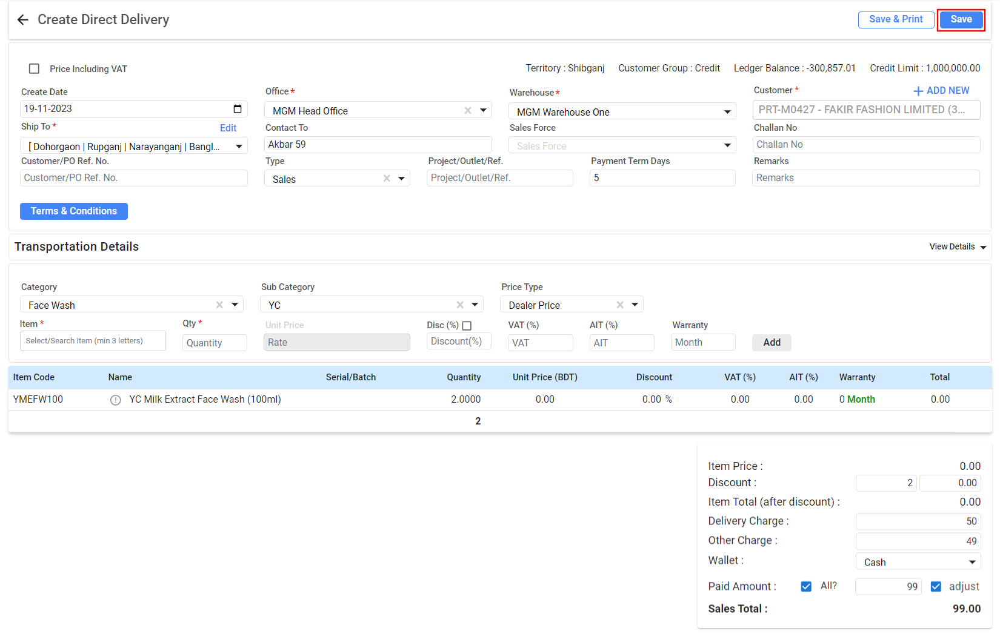 Create Direct Delivery
Save & Print
Save
Price Including VAT
Territory : Shibganj
Customer Group : Credit
Ledger Balance : -300,857.01
Credit Limit : 1,000,000.00
Create Date
Office *
Warehouse *
Customer *
ADD NEW
19-11-2023
MGM Head Office
MGM Warehouse One
PRT-M0427 - FAKIR FASHION LIMITED (3...
Ship To *
Edit
Contact To
Sales Force
Challan No
[ Dohorgaon | Rupganj | Narayanganj | Bangl...
Akbar 59
Sales Force
Challan No
Customer/PO Ref. No.
Type
Project/Outlet/Ref.
Payment Term Days
Remarks
Customer/PO Ref. No.
Sales
Project/Outlet/Ref.
5
Remarks
Terms & Conditions
Transportation Details
View Details
Category
Sub Category
Price Type
Face Wash
YC
Dealer Price
Item *
Qty *
Unit Price
Disc (%)
VAT (%)
AIT (%)
Warranty
Select/Search Item (min 3 letters)
Quantity
Rate
Discount(%)
VAT
AIT
Month
Add
Item Code
Name
Serial/Batch
Quantity
Unit Price (BDT)
Discount
VAT (%)
AIT (%)
Warranty
Total
YMEFW100
YC Milk Extract Face Wash (100ml)
2.0000
0.00
0.00 %
0.00
0.00
0 Month
0.00
2
Item Price : 0.00
Discount : 2 0.00
Item Total (after discount) : 0.00
Delivery Charge : 50
Other Charge : 49
Wallet : Cash
Paid Amount : All? 99 adjust
Sales Total : 99.00